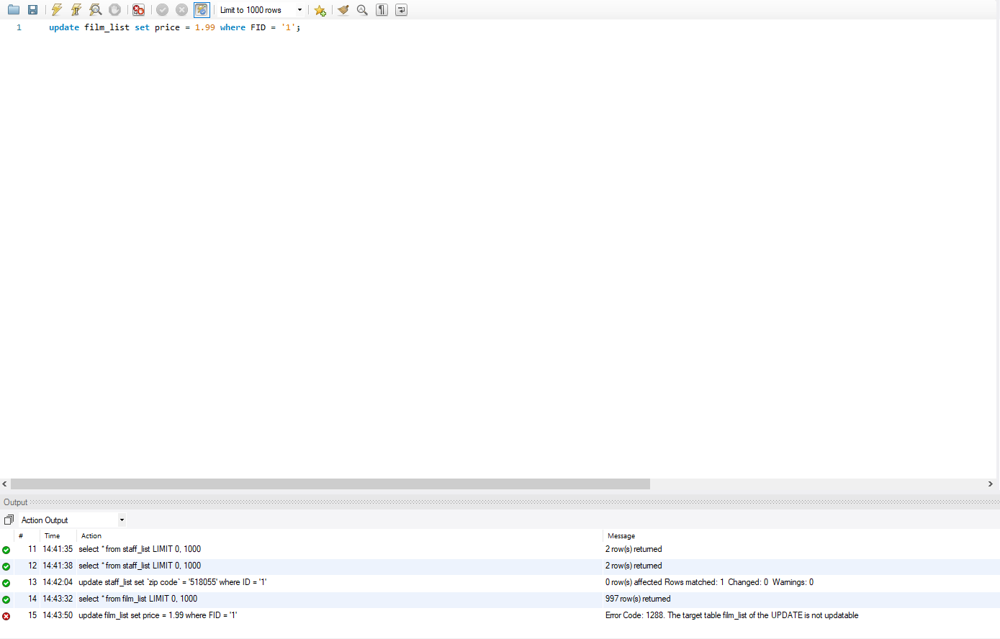 Limit to 1000 rows
1 update film_list set price = 1.99 where FID = '1';
Output
Action Output
# Time Action Message
11 14:41:35 select * from staff_list LIMIT 0, 1000 2 row(s) returned
12 14:41:38 select * from staff_list LIMIT 0, 1000 2 row(s) returned
13 14:42:04 update staff_list set `zip code` = '518055' where ID = '1' 0 row(s) affected Rows matched: 1 Changed: 0 Warnings: 0
14 14:43:32 select * from film_list LIMIT 0, 1000 997 row(s) returned
15 14:43:50 update film_list set price = 1.99 where FID = '1' Error Code: 1288. The target table film_list of the UPDATE is not updatable